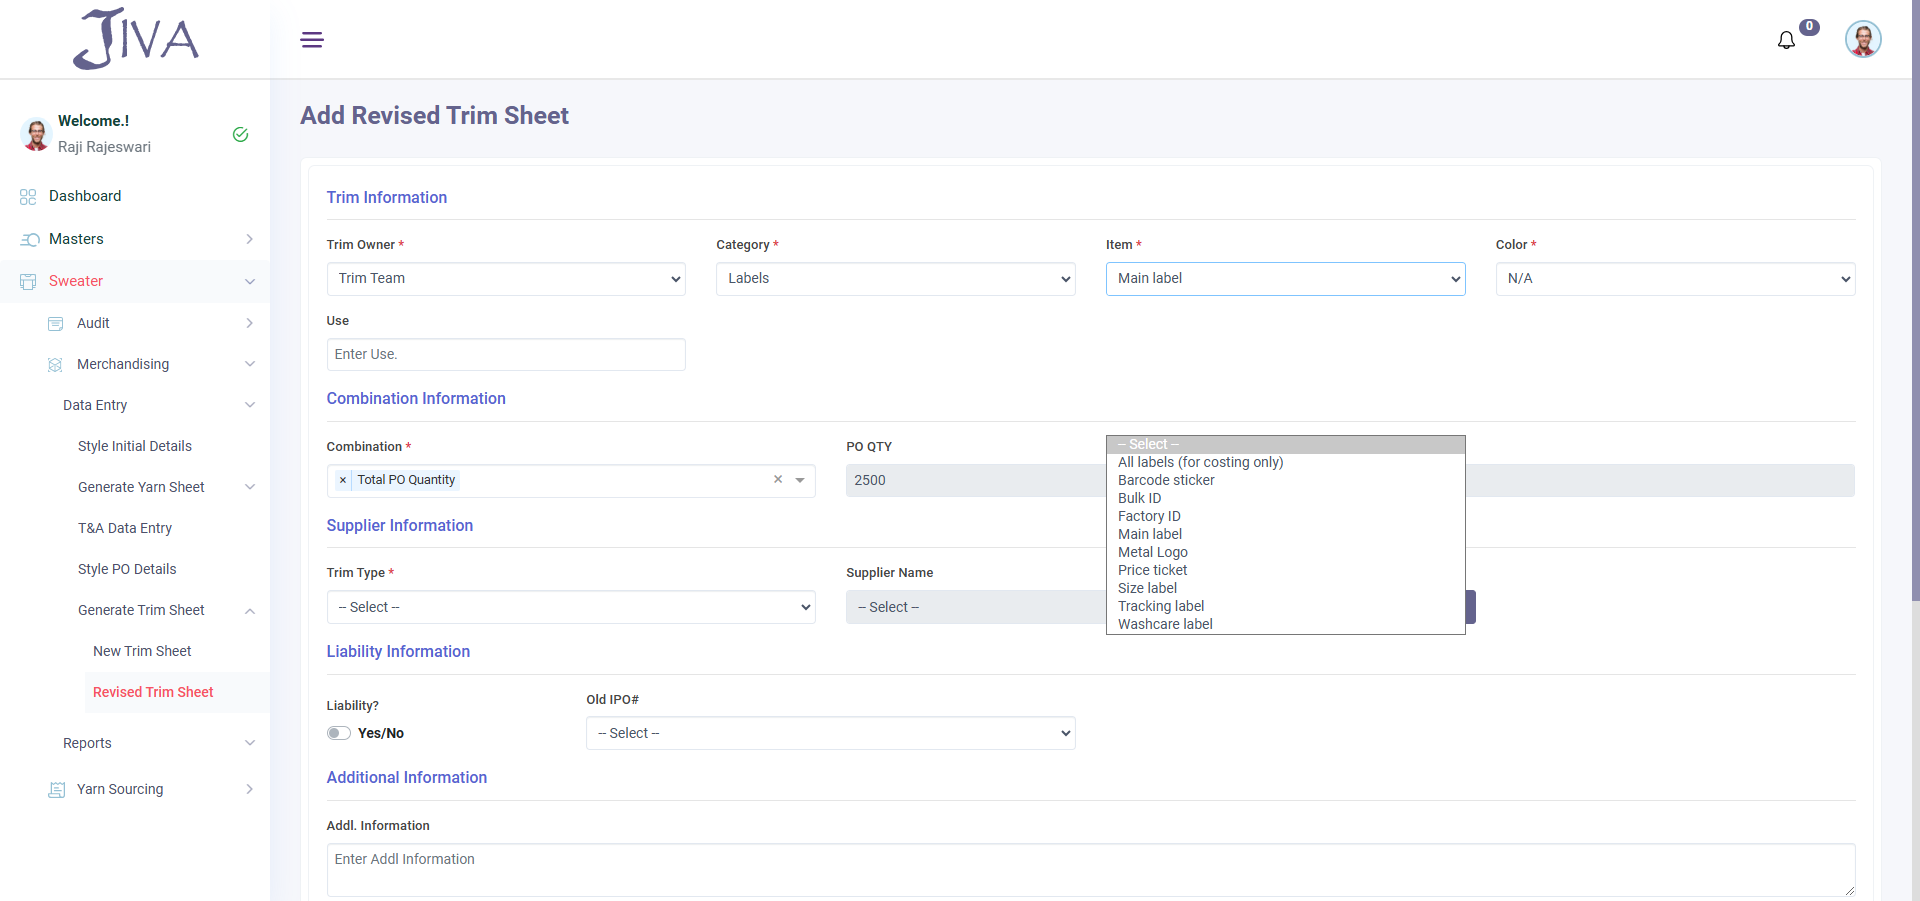 JIVA
0
Welcome.!
Raji Rajeswari
Dashboard
Masters
Sweater
Audit
Merchandising
Data Entry
Style Initial Details
Generate Yarn Sheet
T&A Data Entry
Style PO Details
Generate Trim Sheet
New Trim Sheet
Revised Trim Sheet
Reports
Yarn Sourcing
Add Revised Trim Sheet
Trim Information
Trim Owner * Category * Item * Color *
Trim Team Labels Main label N/A
Use
Enter Use.
Combination Information
Combination * PO QTY
× Total PO Quantity × 2500
-- Select --
All labels (for costing only)
Barcode sticker
Bulk ID
Factory ID
Main label
Metal Logo
Price ticket
Size label
Tracking label
Washcare label
Supplier Information
Trim Type * Supplier Name
-- Select -- -- Select --
Liability Information
Liability? Old IPO#
Yes/No -- Select --
Additional Information
Addl. Information
Enter Addl Information